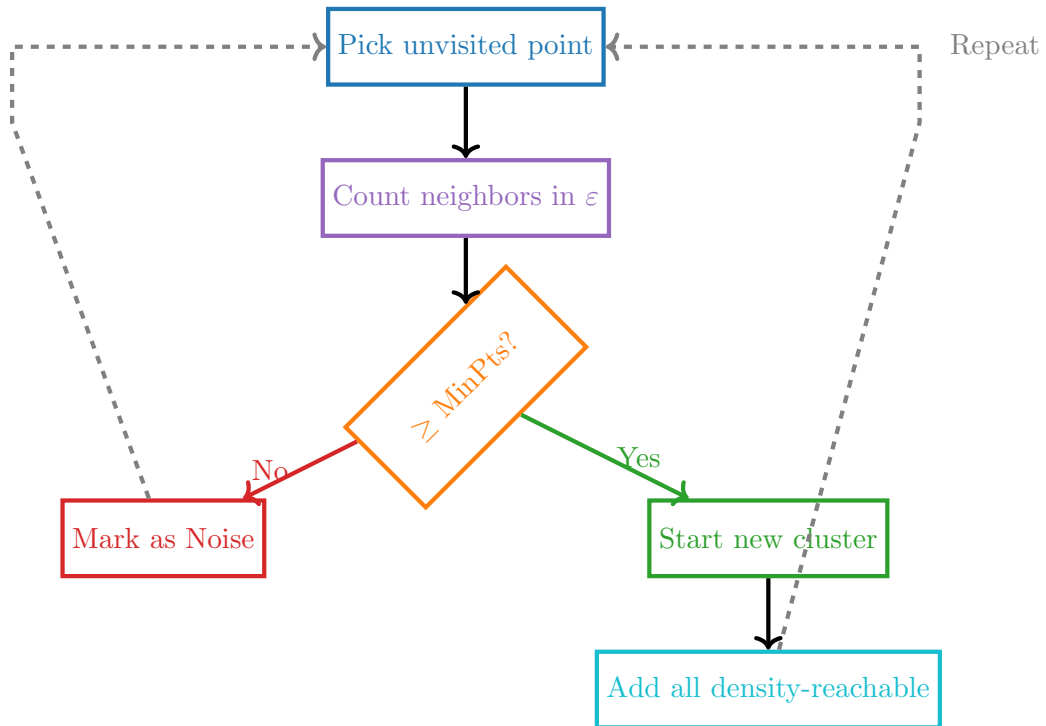 Pick unvisited point
Repeat
Count neighbors in ε
≥ MinPts?
No
Yes
Mark as Noise
Start new cluster
Add all density-reachable